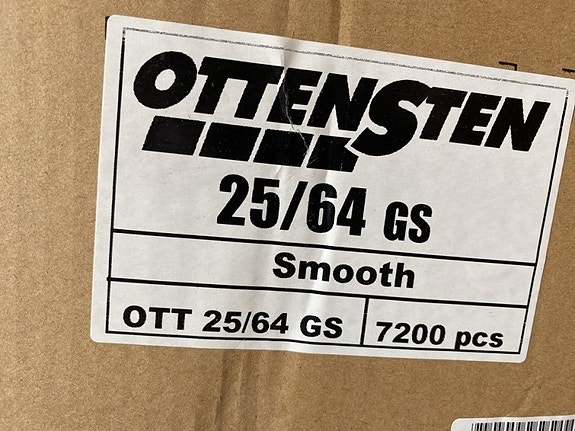 OTTENSTEN
25/64 GS
Smooth
OTT 25/64 GS
7200 pcs